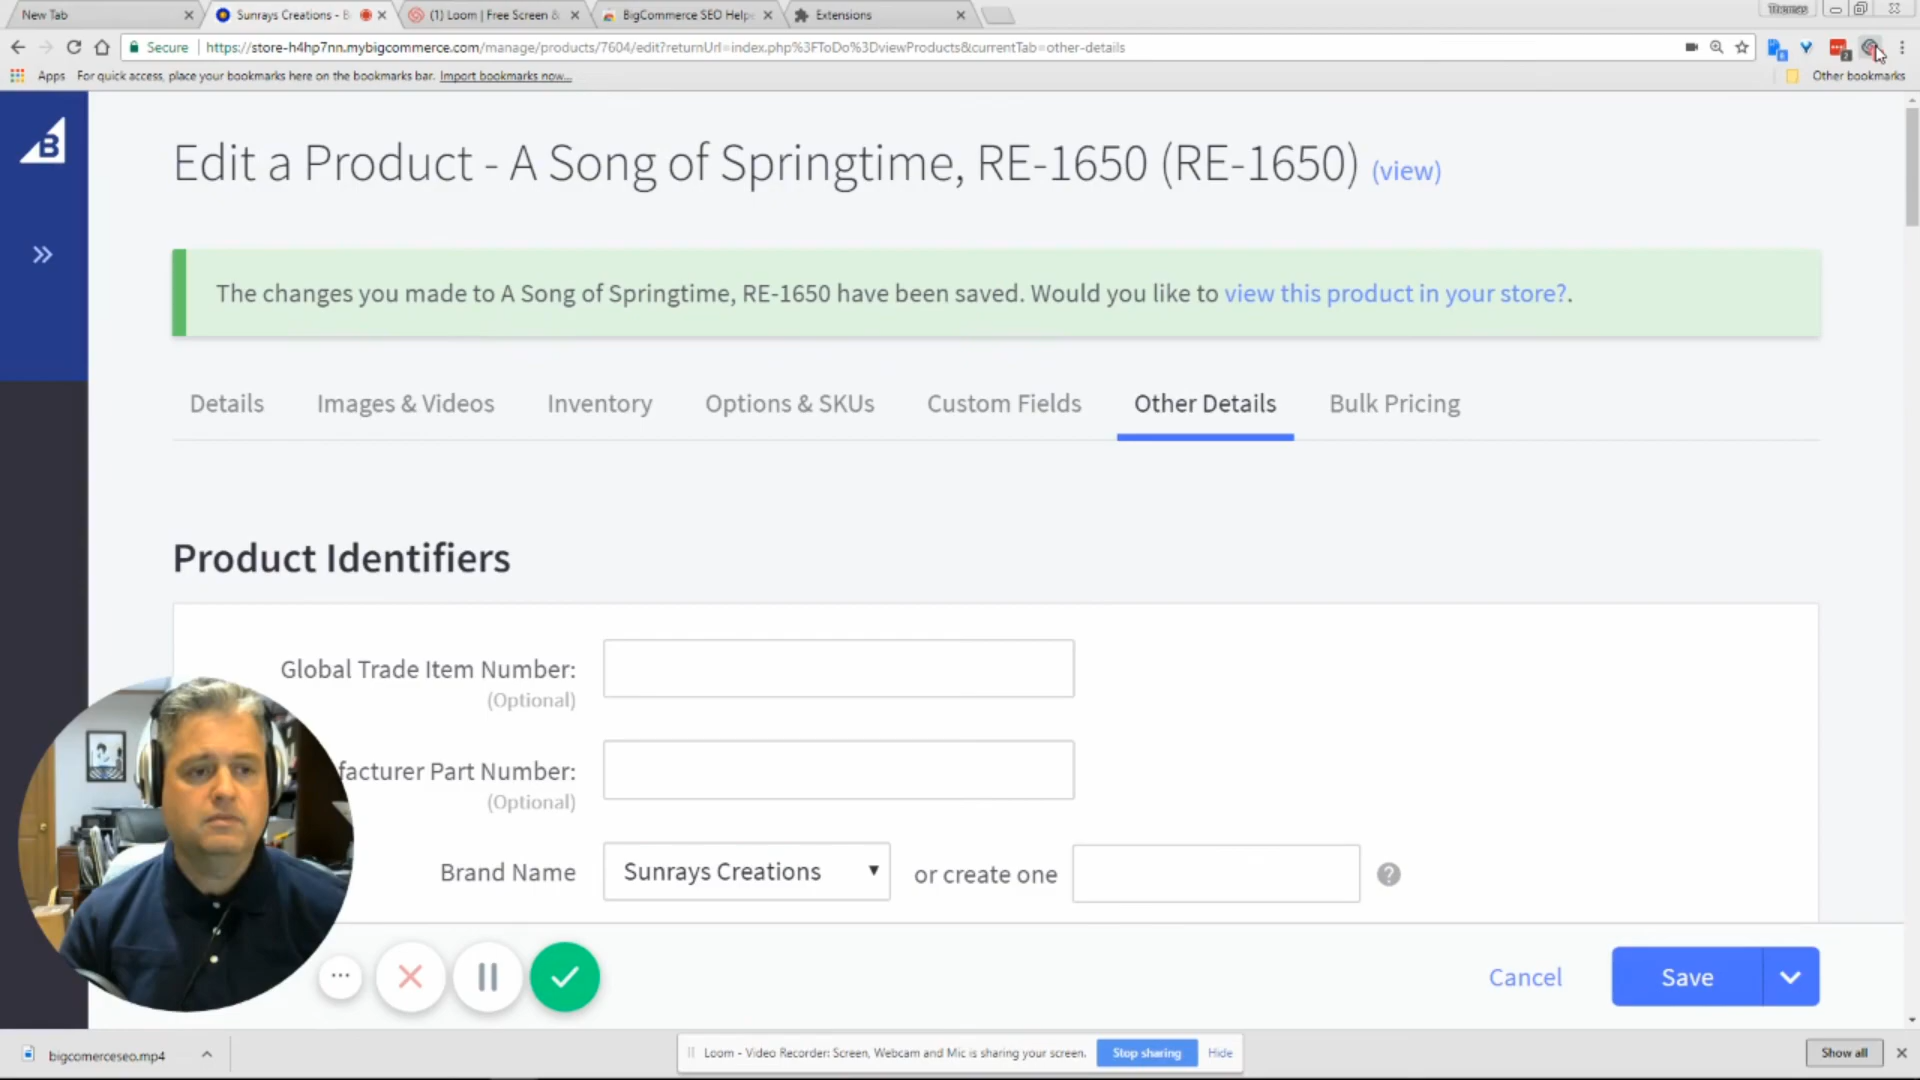 New Tab
Sunrays Creations - B
(1) Loom | Free Screen &
BigCommerce SEO Help
Extensions
Thomas
Secure
https://store-h4hp7nn.mybigcommerce.com/manage/products/7604/edit?returnUrl=index.php%3FToDo%3DviewProducts&currentTab=other-details
Apps
For quick access, place your bookmarks here on the bookmarks bar. Import bookmarks now...
Other bookmarks
B
Edit a Product - A Song of Springtime, RE-1650 (RE-1650) (view)
The changes you made to A Song of Springtime, RE-1650 have been saved. Would you like to view this product in your store?.
Details
Images & Videos
Inventory
Options & SKUs
Custom Fields
Other Details
Bulk Pricing
Product Identifiers
Global Trade Item Number:
(Optional)
facturer Part Number:
(Optional)
Brand Name
Sunrays Creations
or create one
?
Cancel
Save
bigcomerceseo.mp4
Loom - Video Recorder: Screen, Webcam and Mic is sharing your screen.
Stop sharing
Hide
Show all